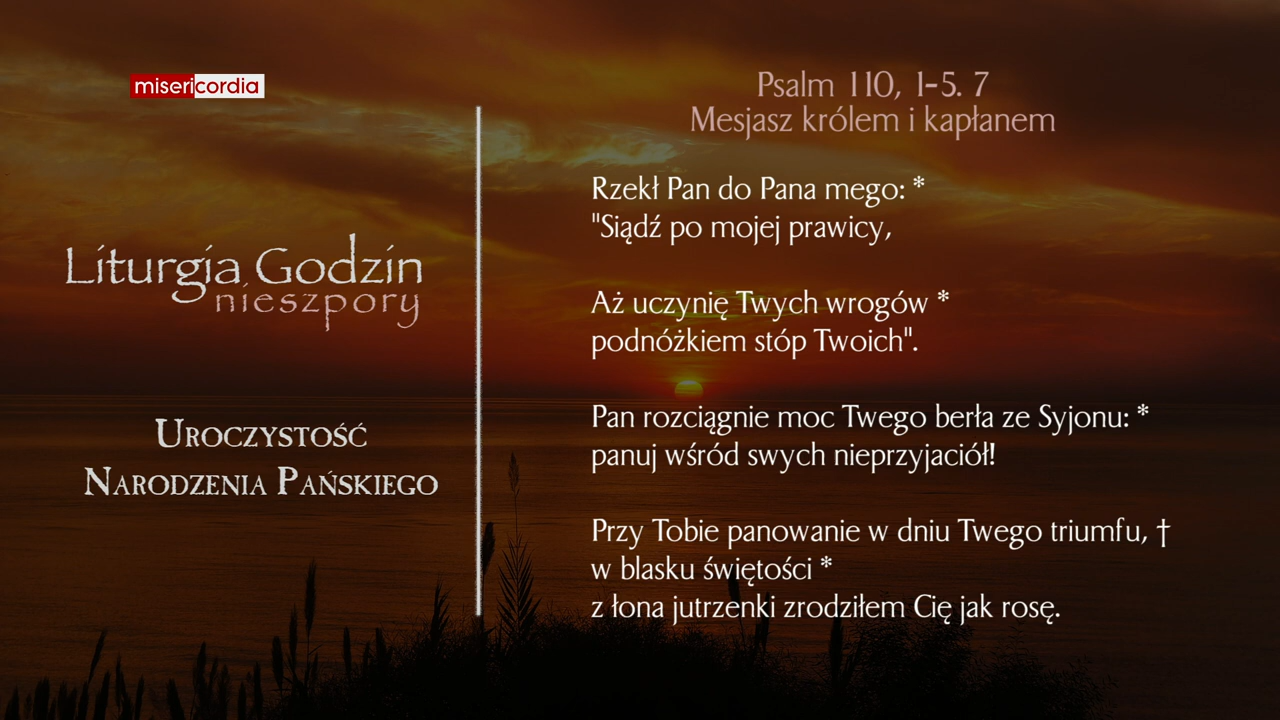 misericordia
Liturgia Godzin
nieszpory
Uroczystość
Narodzenia Pańskiego
Psalm 110, 1-5. 7
Mesjasz królem i kapłanem
Rzekł Pan do Pana mego: *
"Siądź po mojej prawicy,
Aż uczynię Twych wrogów *
podnóżkiem stóp Twoich".
Pan rozciągnie moc Twego berła ze Syjonu: *
panuj wśród swych nieprzyjaciół!
Przy Tobie panowanie w dniu Twego triumfu, †
w blasku świętości *
z łona jutrzenki zrodziłem Cię jak rosę.